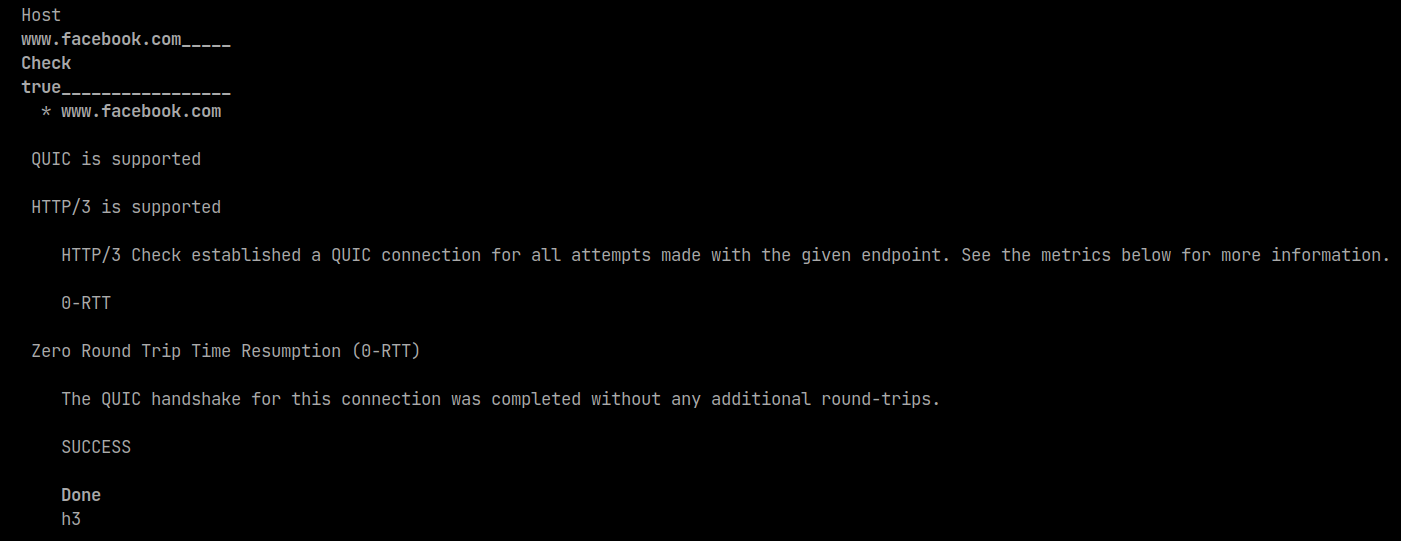 Host
www.facebook.com_____
Check
true_________________
* www.facebook.com
QUIC is supported
HTTP/3 is supported
HTTP/3 Check established a QUIC connection for all attempts made with the given endpoint. See the metrics below for more information.
0-RTT
Zero Round Trip Time Resumption (0-RTT)
The QUIC handshake for this connection was completed without any additional round-trips.
SUCCESS
Done
h3